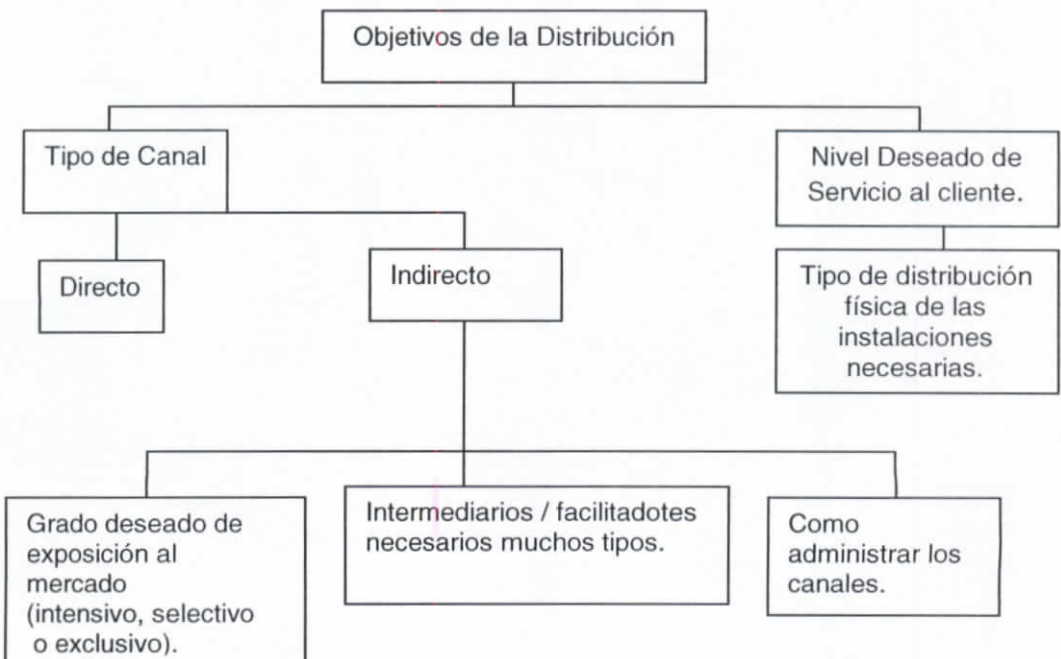 Objetivos de la Distribución
Tipo de Canal
Nivel Deseado de
Servicio al cliente.
Directo
Indirecto
Tipo de distribución
física de las
instalaciones
necesarias.
Grado deseado de
exposición al
mercado
(intensivo, selectivo
o exclusivo).
Intermediarios / facilitadotes
necesarios muchos tipos.
Como
administrar los
canales.